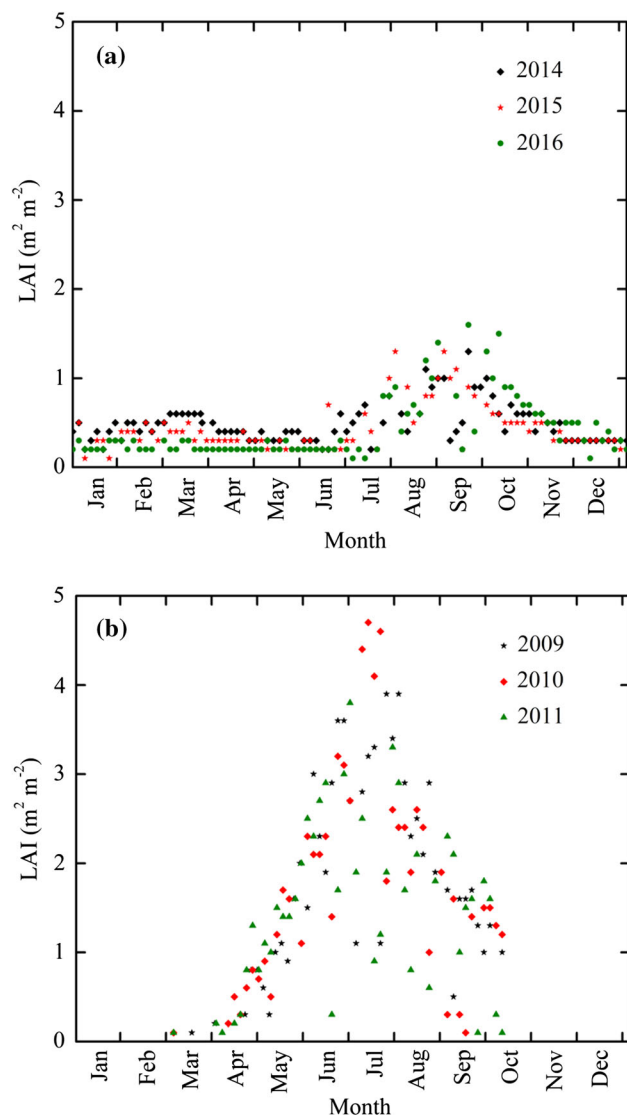 (a)
2014
2015
2016
5
4
3
2
1
0
LAI (m² m⁻²)
Jan
Feb
Mar
Apr
May
Jun
Jul
Aug
Sep
Oct
Nov
Dec
Month
(b)
2009
2010
2011
5
4
3
2
1
0
LAI (m² m⁻²)
Jan
Feb
Mar
Apr
May
Jun
Jul
Aug
Sep
Oct
Nov
Dec
Month